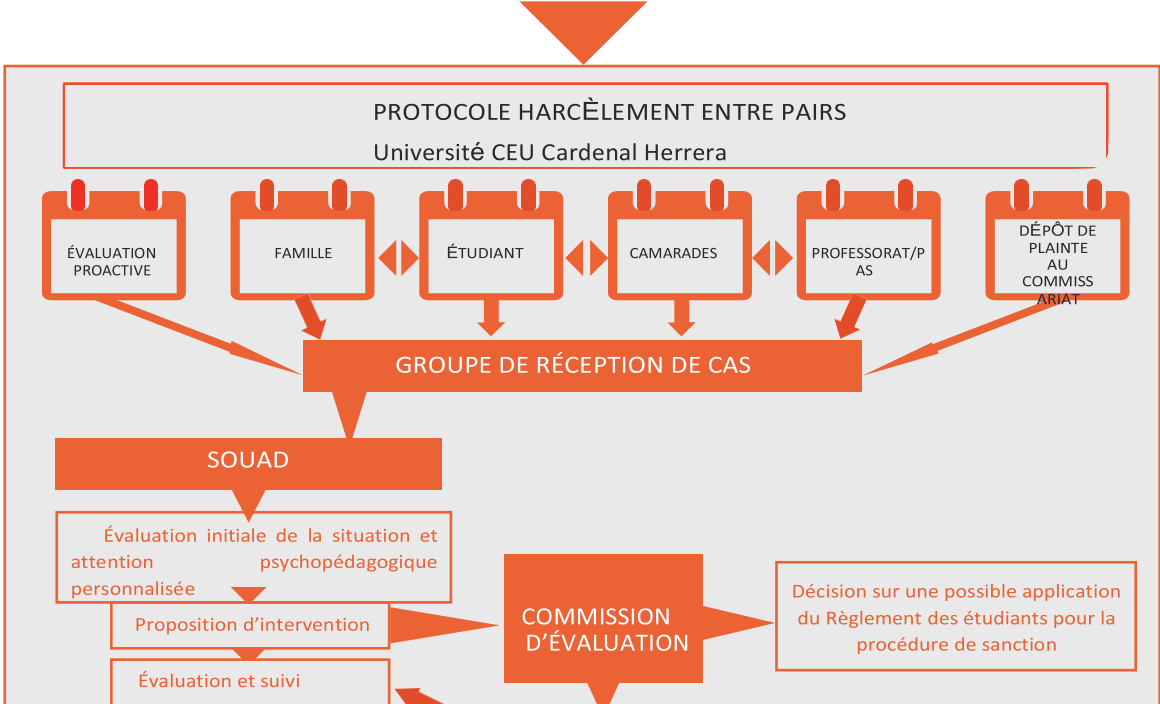 PROTOCOLE HARCÈLEMENT ENTRE PAIRS
Université CEU Cardenal Herrera
ÉVALUATION
PROACTIVE
FAMILLE
ÉTUDIANT
CAMARADES
PROFESSORAT/P
AS
DÉPÔT DE
PLAINTE
AU
COMMISS
ARIAT
GROUPE DE RÉCEPTION DE CAS
SOUAD
Évaluation initiale de la situation et
attention psychopédagogique
personnalisée
Proposition d’intervention
Évaluation et suivi
COMMISSION
D’ÉVALUATION
Décision sur une possible application
du Règlement des étudiants pour la
procédure de sanction